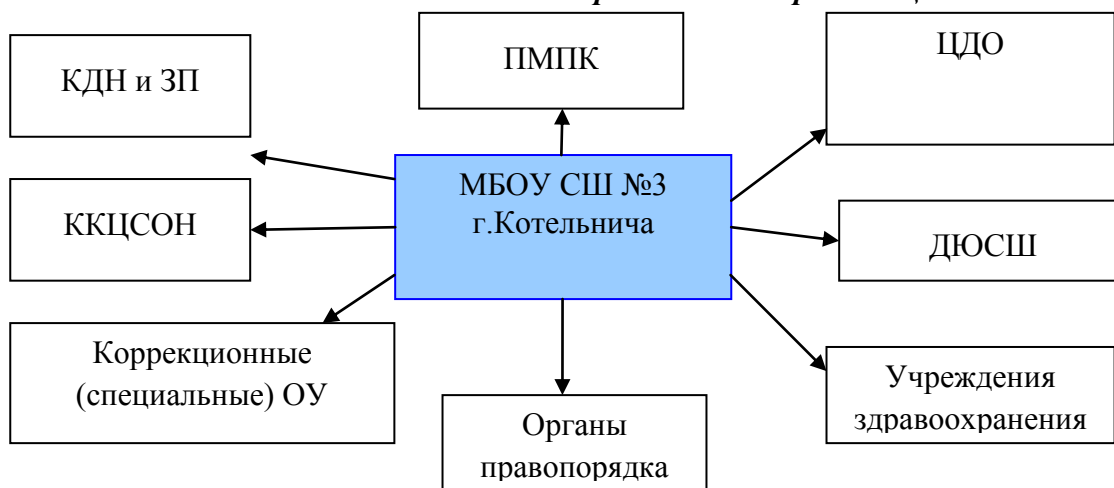 ПМПК
ЦДО
КДН и ЗП
МБОУ СШ №3
г.Котельнича
ККЦСОН
ДЮСШ
Коррекционные
(специальные) ОУ
Учреждения
здравоохранения
Органы
правопорядка